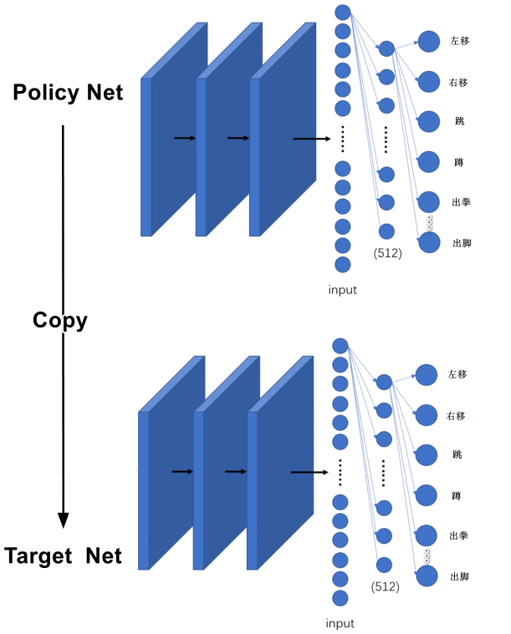 Policy Net
左移
右移
跳
蹲
出拳
出脚
(512)
input
Copy
Target Net
左移
右移
跳
蹲
出拳
出脚
(512)
input